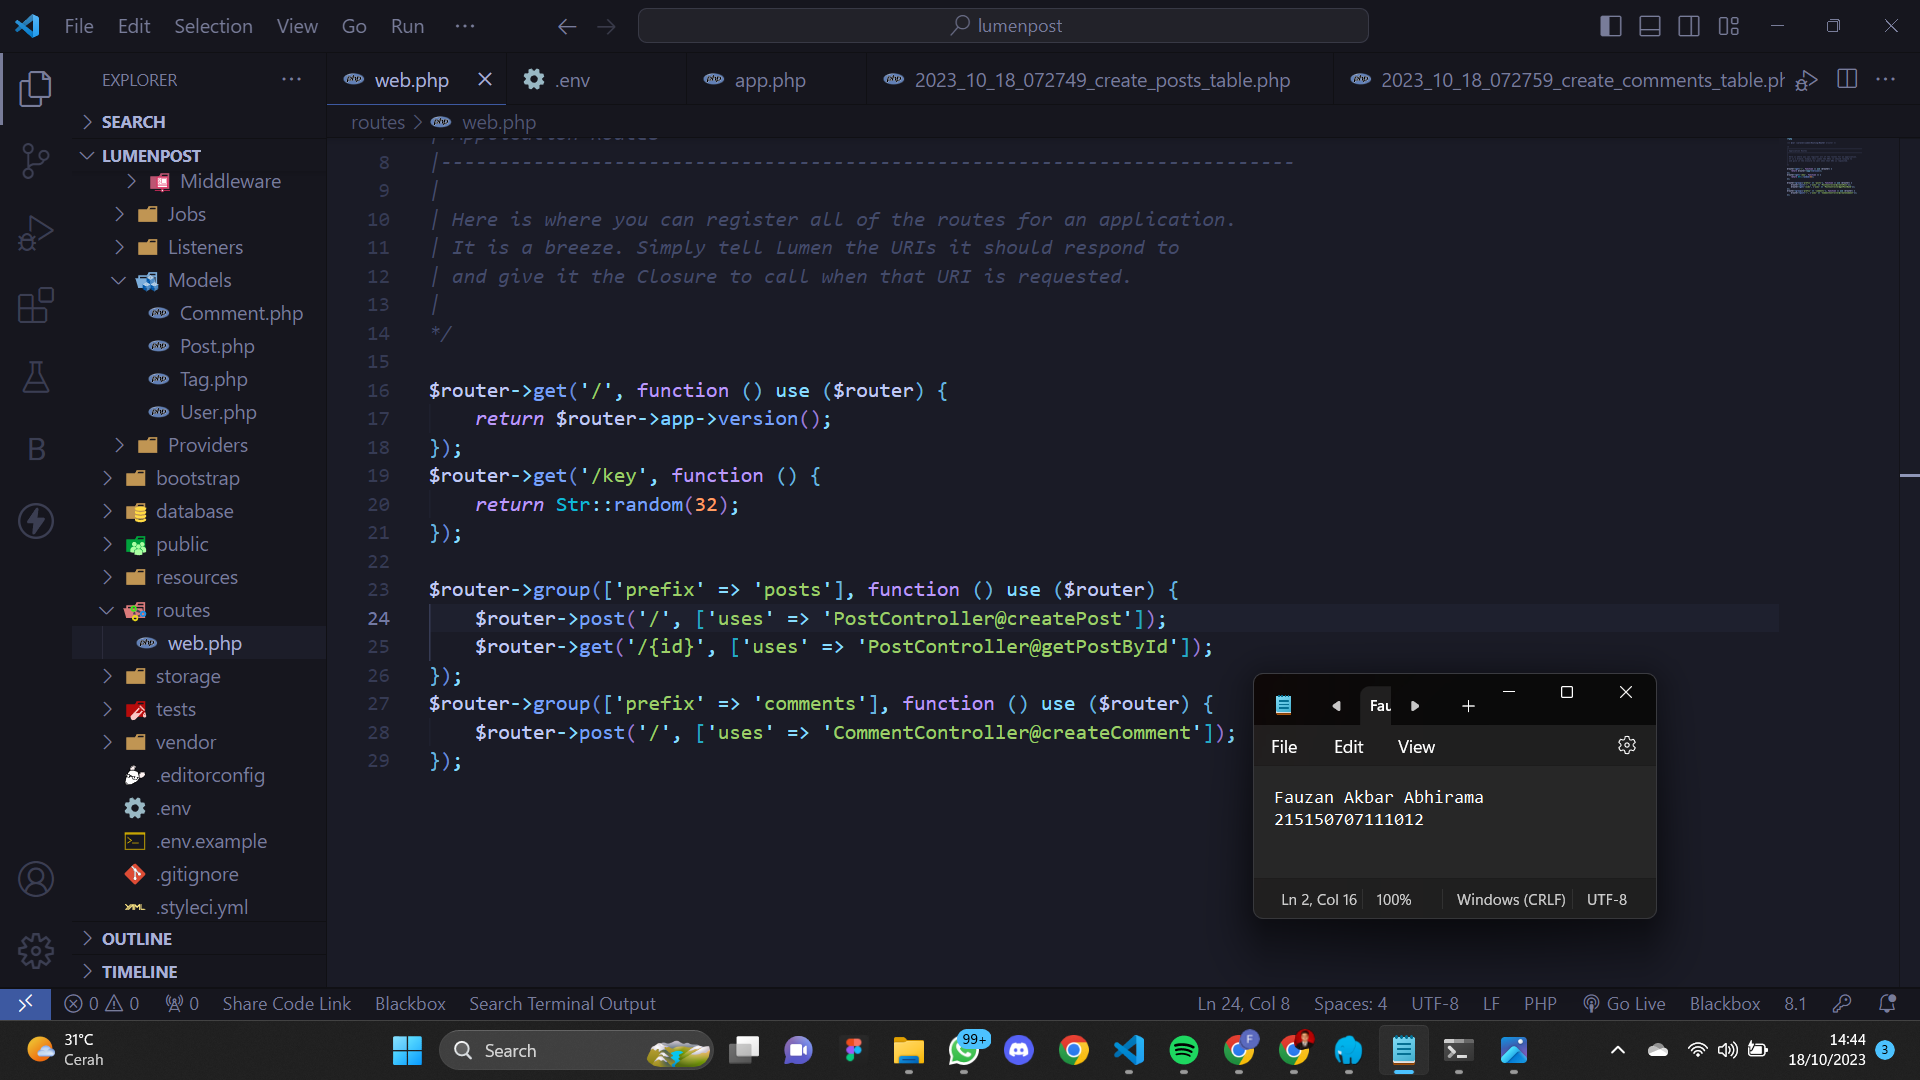 File Edit Selection View Go Run ··· lumenpost
EXPLORER ···
SEARCH
LUMENPOST
Middleware
Jobs
Listeners
Models
Comment.php
Post.php
Tag.php
User.php
Providers
bootstrap
database
public
resources
routes
web.php
storage
tests
vendor
.editorconfig
.env
.env.example
.gitignore
.styleci.yml
OUTLINE
TIMELINE
web.php .env app.php 2023_10_18_072749_create_posts_table.php 2023_10_18_072759_create_comments_table.ph
routes > web.php
8 |--------------------------------------------------------------------------
9 |
10 | Here is where you can register all of the routes for an application.
11 | It is a breeze. Simply tell Lumen the URIs it should respond to
12 | and give it the Closure to call when that URI is requested.
13 |
14 */
15
16 $router->get('/', function () use ($router) {
17 return $router->app->version();
18 });
19 $router->get('/key', function () {
20 return Str::random(32);
21 });
22
23 $router->group(['prefix' => 'posts'], function () use ($router) {
24 $router->post('/', ['uses' => 'PostController@createPost']);
25 $router->get('/{id}', ['uses' => 'PostController@getPostById']);
26 });
27 $router->group(['prefix' => 'comments'], function () use ($router) {
28 $router->post('/', ['uses' => 'CommentController@createComment']);
29 });
Fau
File Edit View
Fauzan Akbar Abhirama
215150707111012
Ln 2, Col 16 100% Windows (CRLF) UTF-8
0 0 0 Share Code Link Blackbox Search Terminal Output Ln 24, Col 8 Spaces: 4 UTF-8 LF PHP Go Live Blackbox 8.1
31°C
Cerah
Search
99+
F
14:44
18/10/2023
3